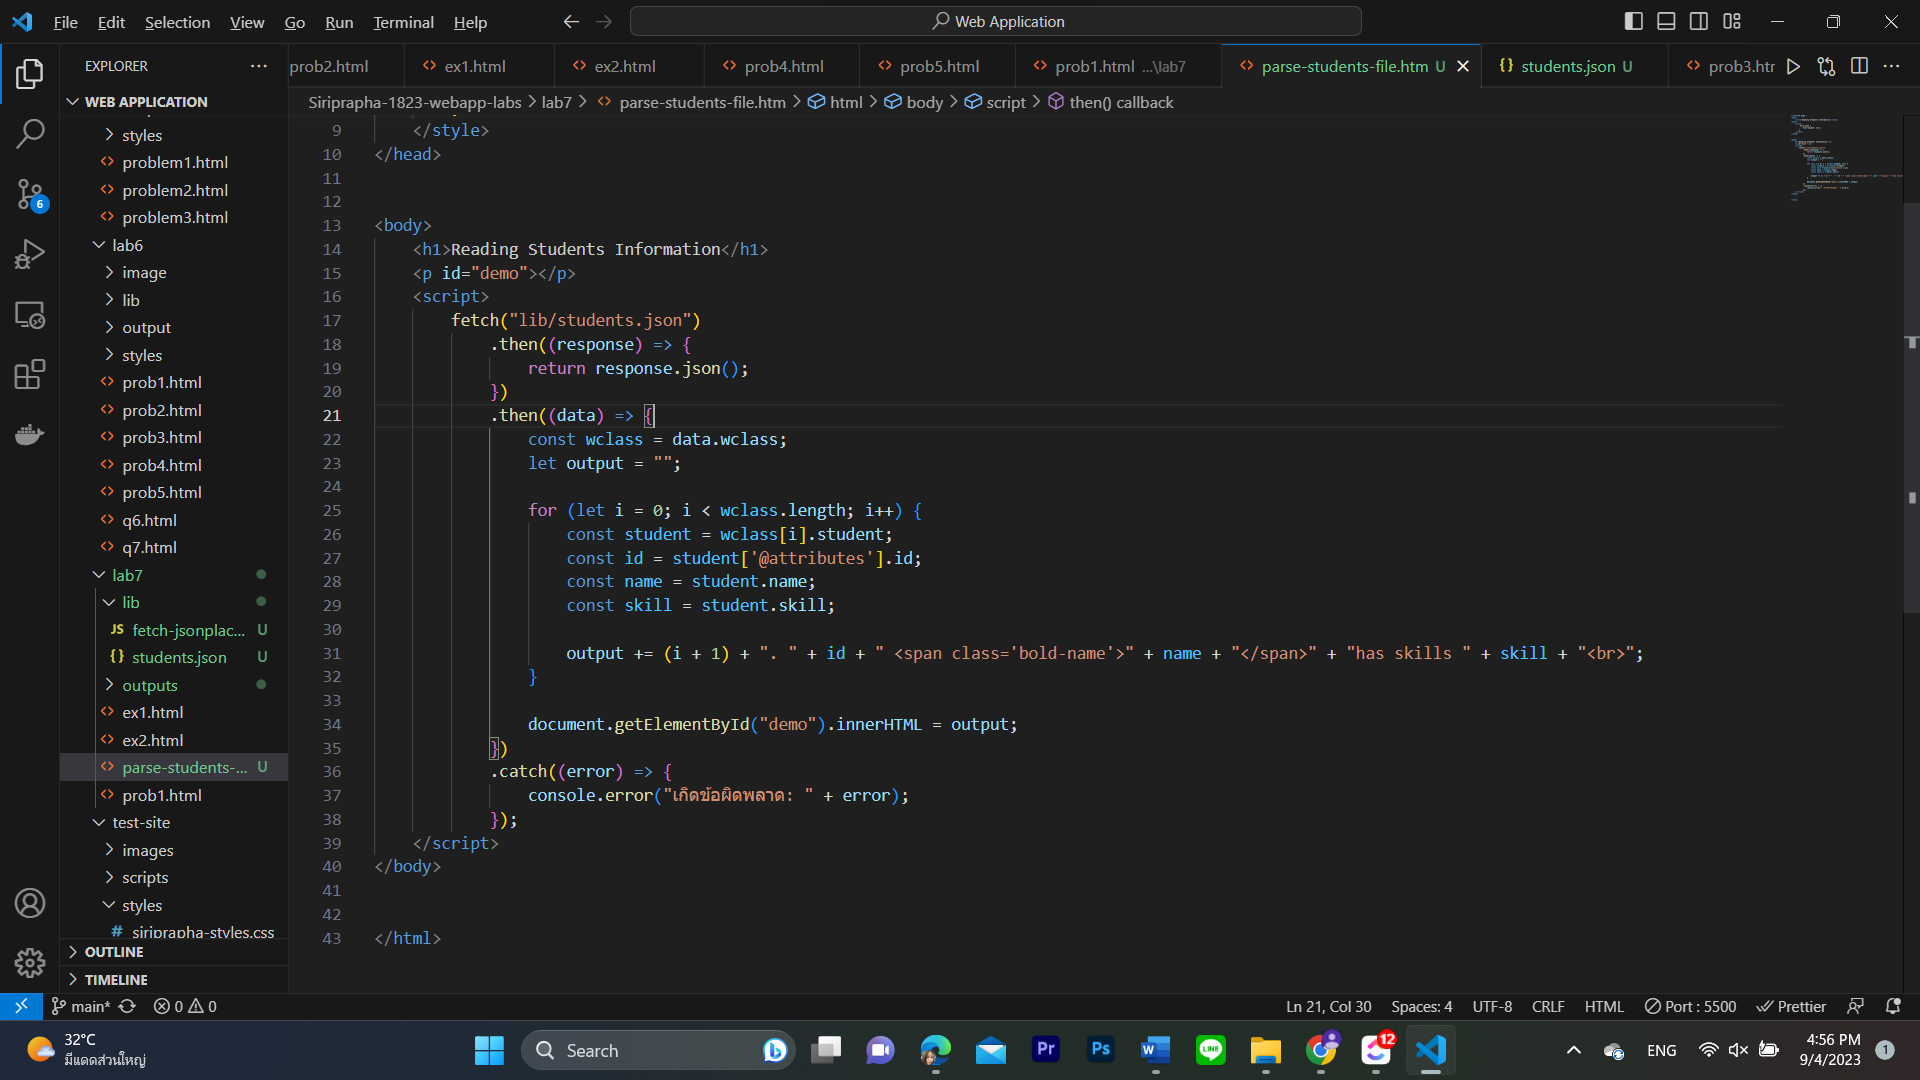 File Edit Selection View Go Run Terminal Help
Web Application
EXPLORER
prob2.html
ex1.html
ex2.html
prob4.html
prob5.html
prob1.html ...\lab7
parse-students-file.htm U
students.json U
prob3.htr
WEB APPLICATION
Siriprapha-1823-webapp-labs > lab7 > parse-students-file.htm > html > body > script > then() callback
styles
problem1.html
problem2.html
problem3.html
lab6
image
lib
output
styles
prob1.html
prob2.html
prob3.html
prob4.html
prob5.html
q6.html
q7.html
lab7
lib
JS fetch-jsonplac... U
{} students.json U
outputs
ex1.html
ex2.html
parse-students-... U
prob1.html
test-site
images
scripts
styles
# siriprapha-styles.css
OUTLINE
TIMELINE
6
9 </style>
10 </head>
11
12
13 <body>
14 <h1>Reading Students Information</h1>
15 <p id="demo"></p>
16 <script>
17 fetch("lib/students.json")
18 .then((response) => {
19 return response.json();
20 })
21 .then((data) => {
22 const wclass = data.wclass;
23 let output = "";
24
25 for (let i = 0; i < wclass.length; i++) {
26 const student = wclass[i].student;
27 const id = student['@attributes'].id;
28 const name = student.name;
29 const skill = student.skill;
30
31 output += (i + 1) + ". " + id + " <span class='bold-name'>" + name + "</span>" + "has skills " + skill + "<br>";
32 }
33
34 document.getElementById("demo").innerHTML = output;
35 })
36 .catch((error) => {
37 console.error("เกิดข้อผิดพลาด: " + error);
38 });
39 </script>
40 </body>
41
42
43 </html>
main* 0 0
Ln 21, Col 30 Spaces: 4 UTF-8 CRLF HTML Port : 5500 Prettier
32°C
มีแดดส่วนใหญ่
Search
Pr
Ps
W
LINE
12
ENG
4:56 PM
9/4/2023
1